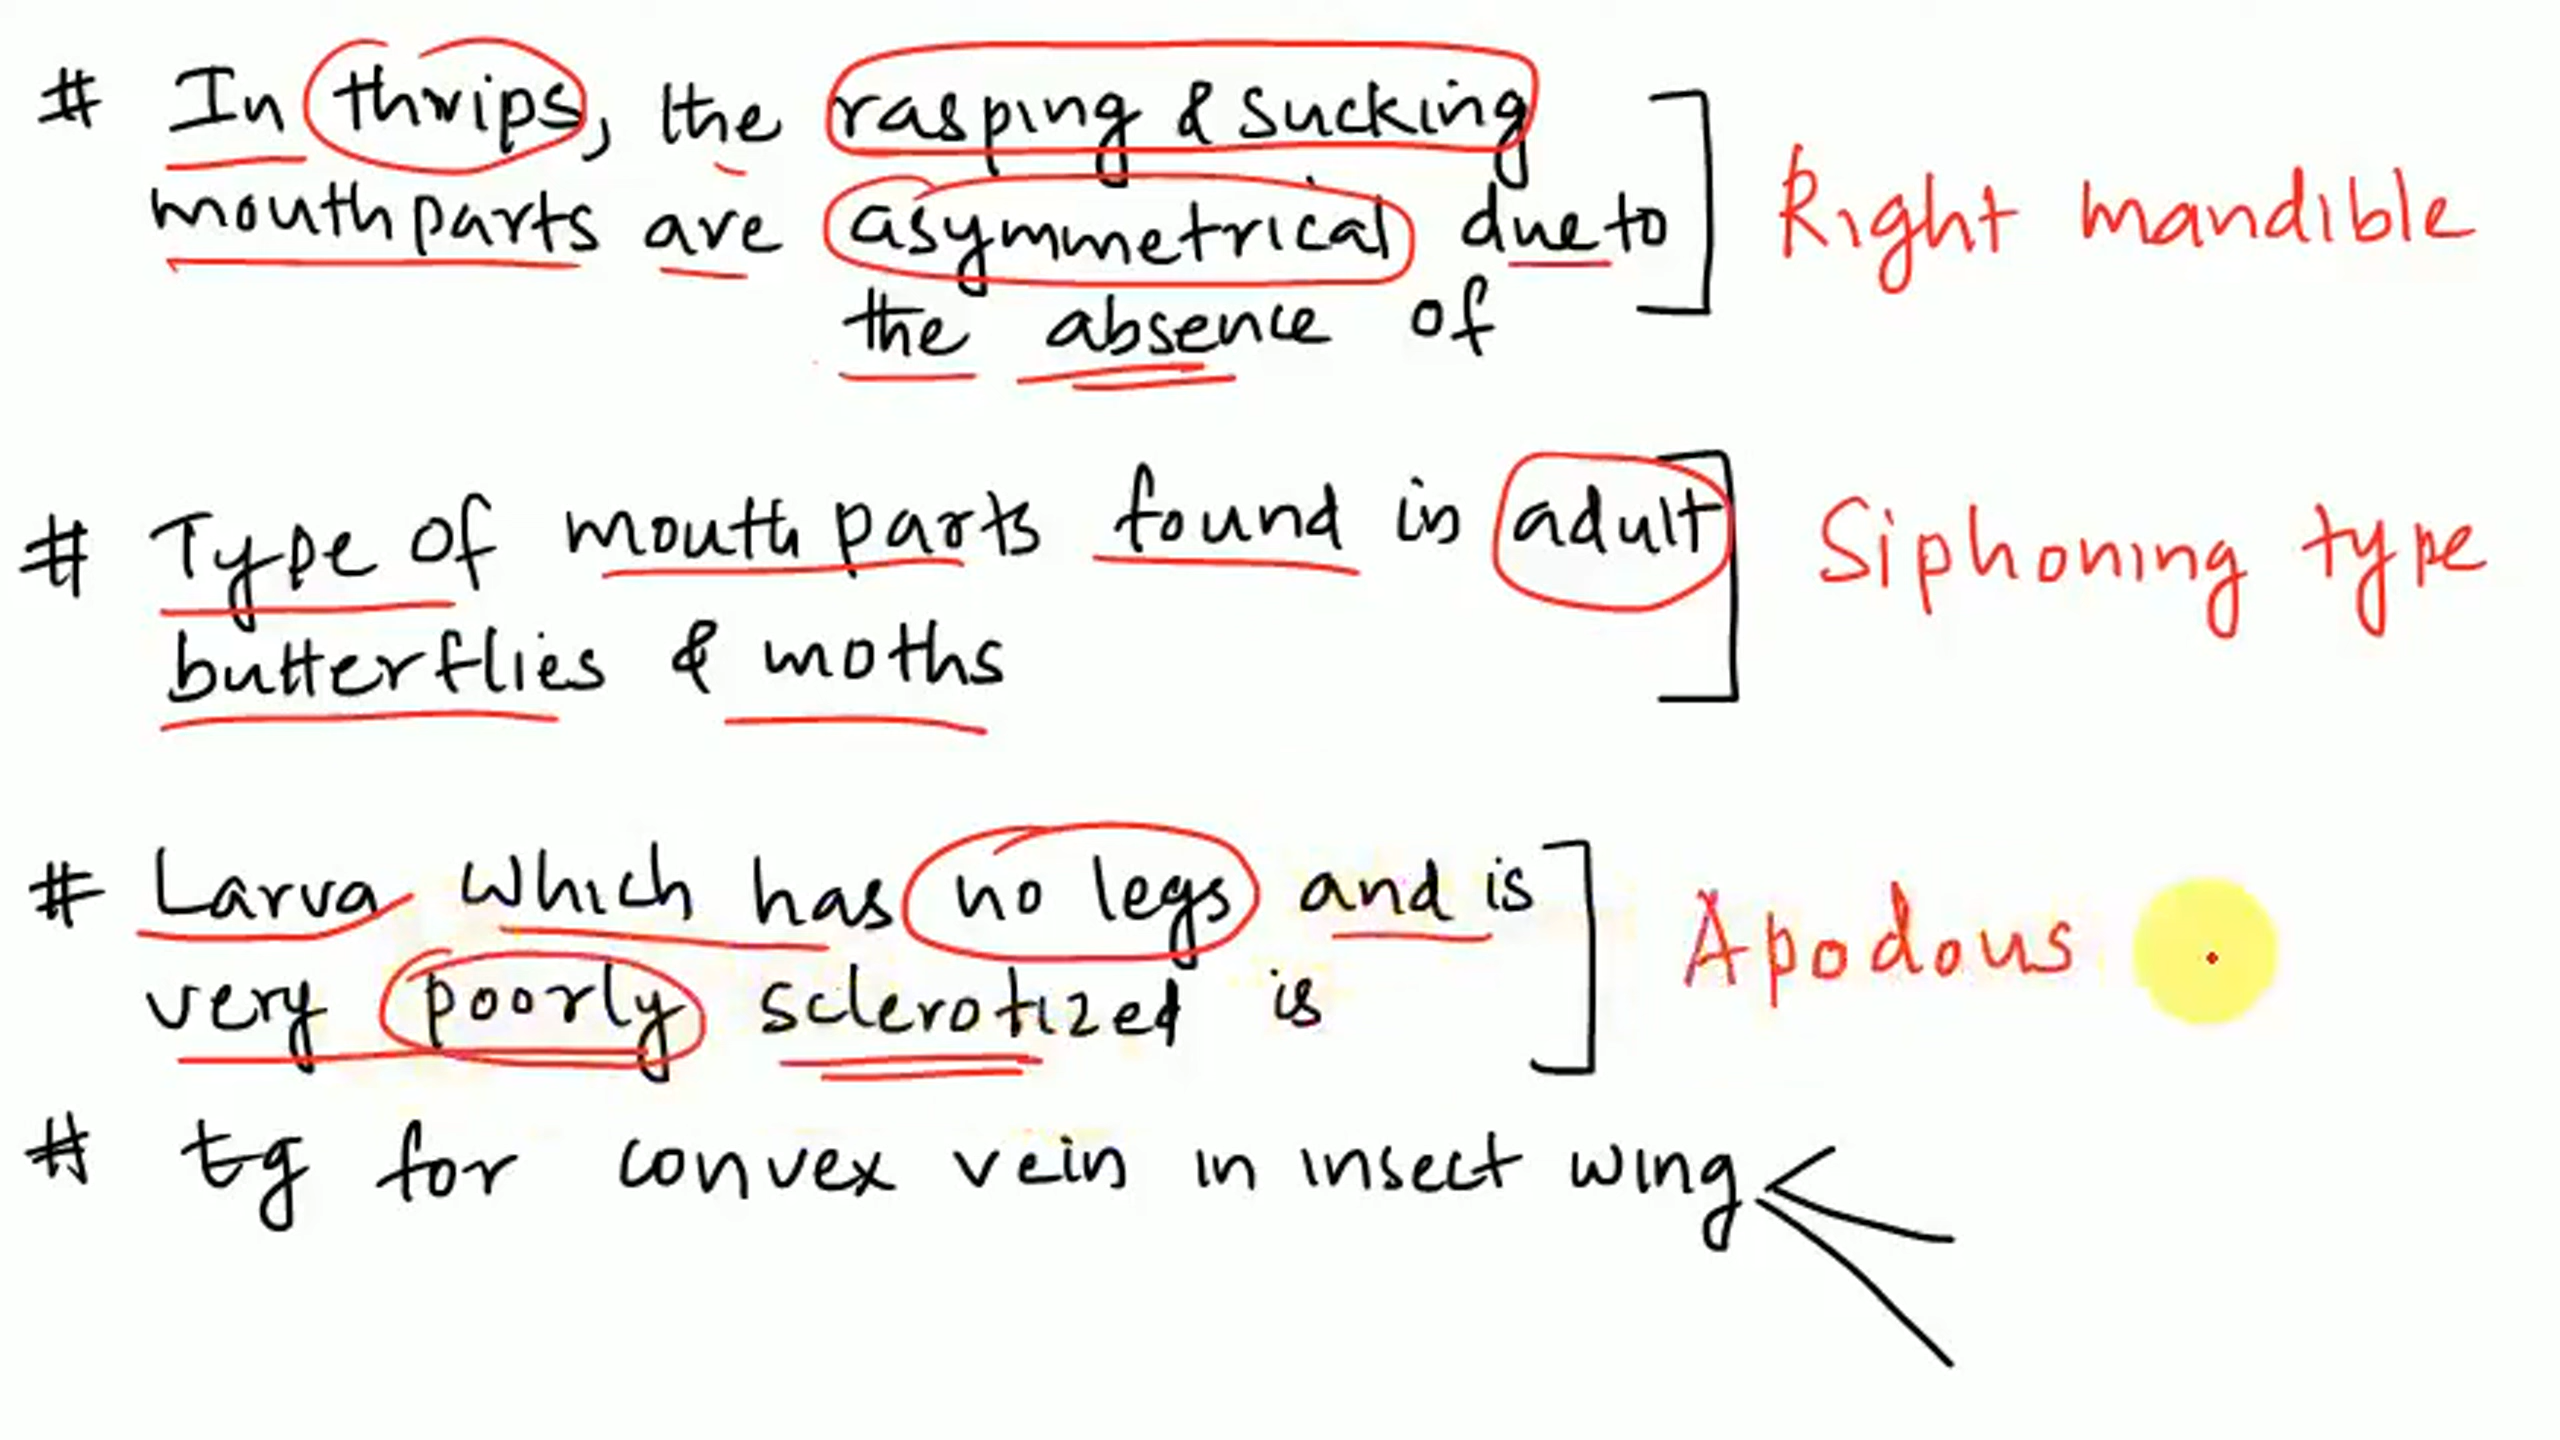 # In thrips, the rasping & sucking
mouthparts are asymmetrical due to
the absence of
Right mandible
# Type of mouth parts found in adult
butterflies & moths
Siphoning type
# Larva which has no legs and is
very poorly sclerotized is
Apodous
# Eg for convex vein in insect wing